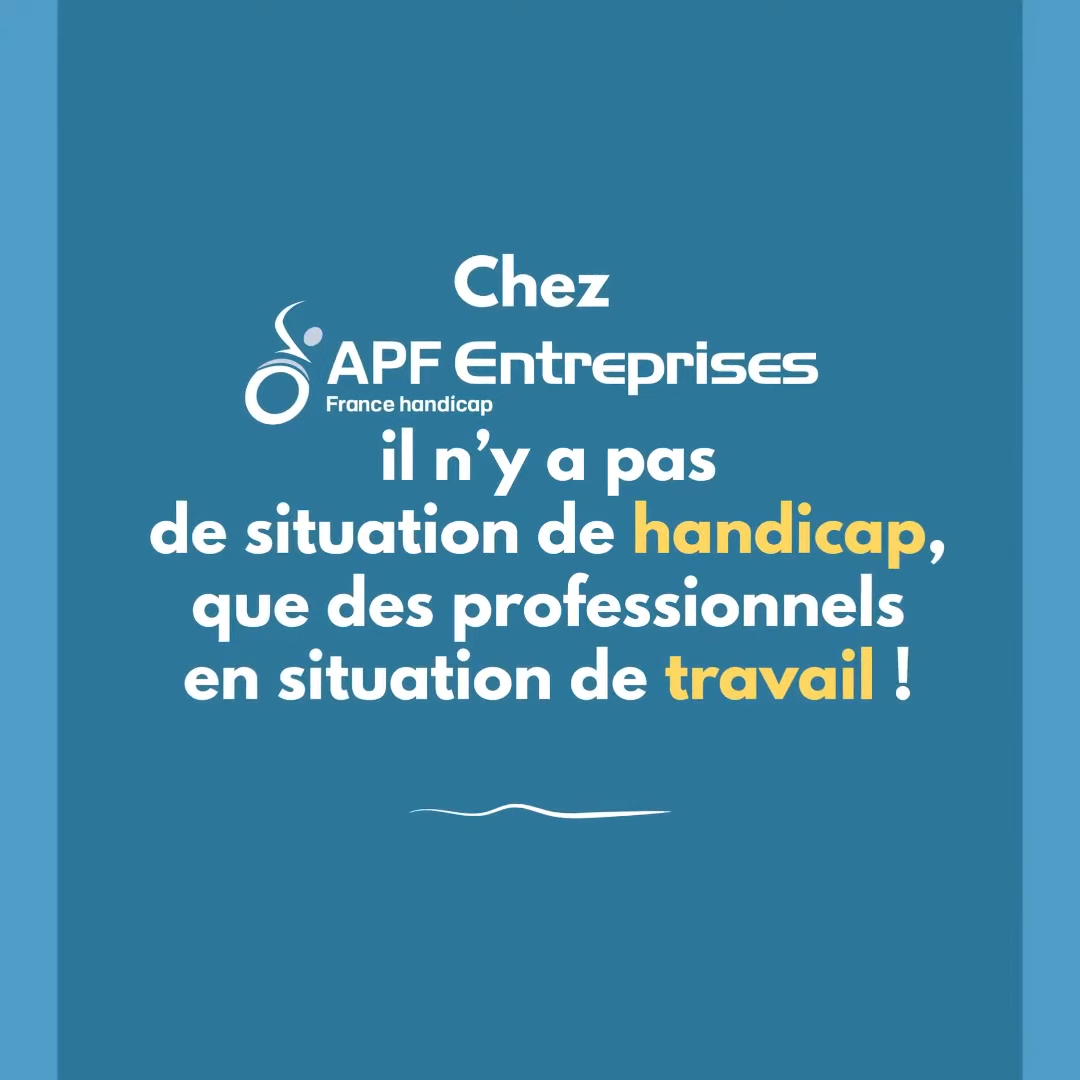 Chez
APF Entreprises
France handicap
il n’y a pas
de situation de handicap,
que des professionnels
en situation de travail !